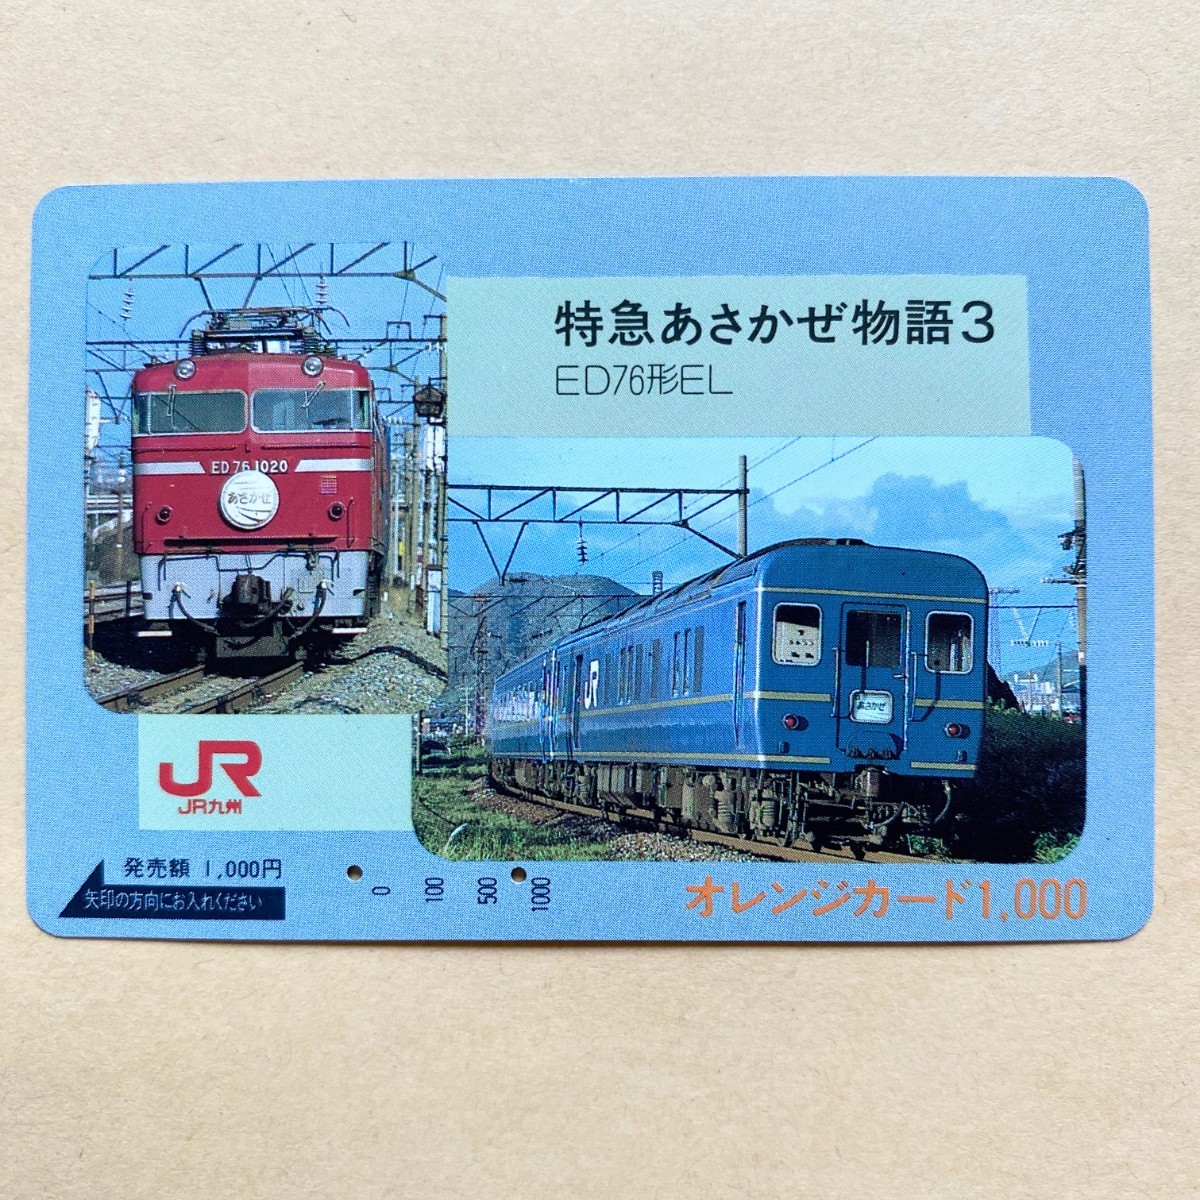 特急あさかぜ物語3
ED76形EL
ED 76 1020
あさかぜ
JR
あさかぜ
JR
JR九州
発売額 1,000円
矢印の方向にお入れください
0
100
500
1000
オレンジカード1,000